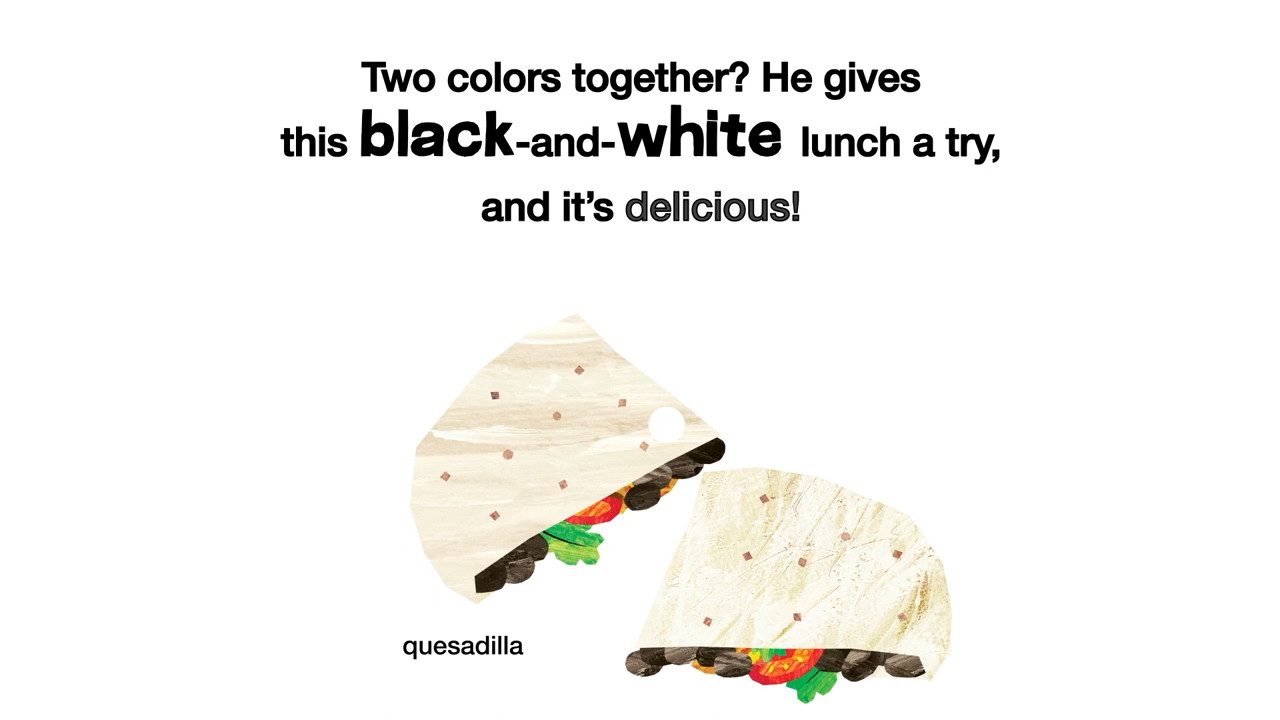 Two colors together? He gives
this black-and-white lunch a try,
and it’s delicious!
quesadilla